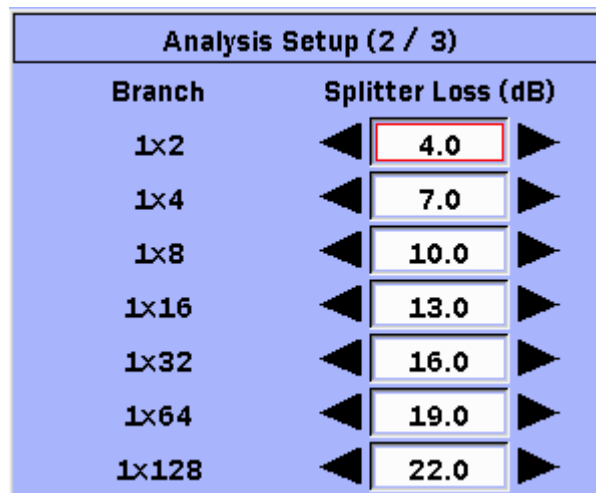 Analysis Setup (2 / 3)
Branch Splitter Loss (dB)
1x2 4.0
1x4 7.0
1x8 10.0
1x16 13.0
1x32 16.0
1x64 19.0
1x128 22.0